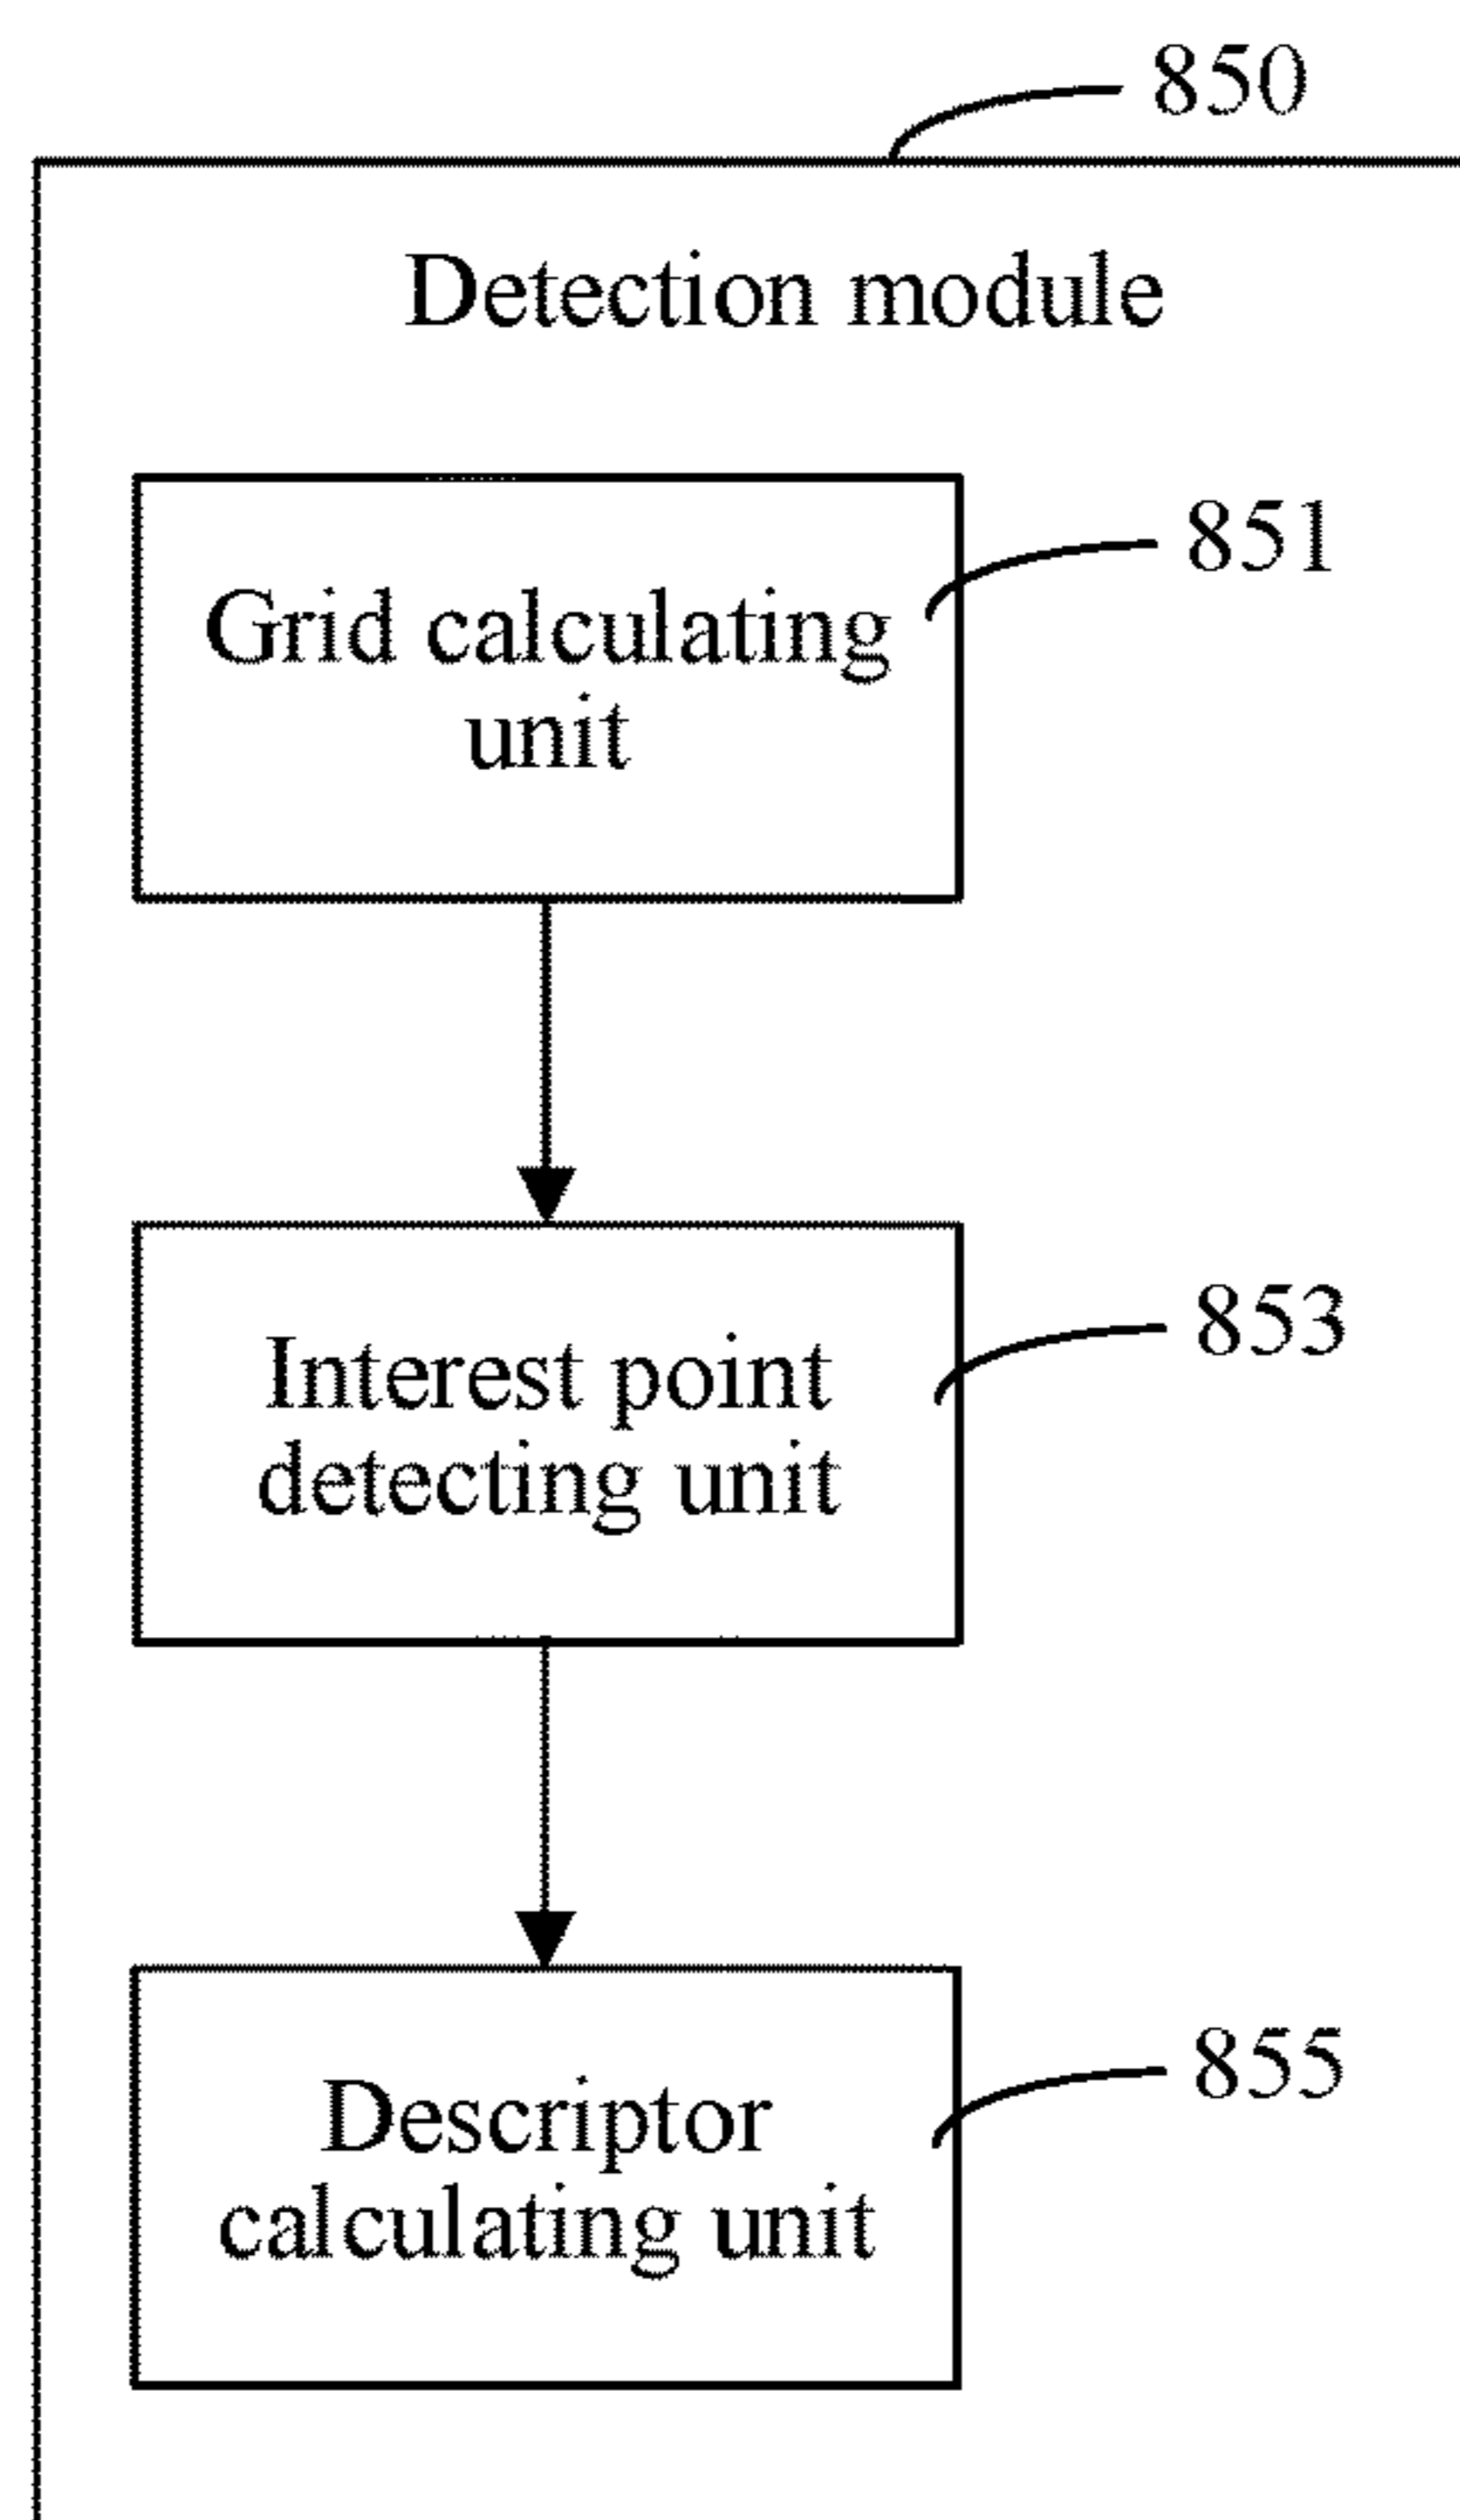 850
Detection module
851
Grid calculating
unit
853
Interest point
detecting unit
855
Descriptor
calculating unit